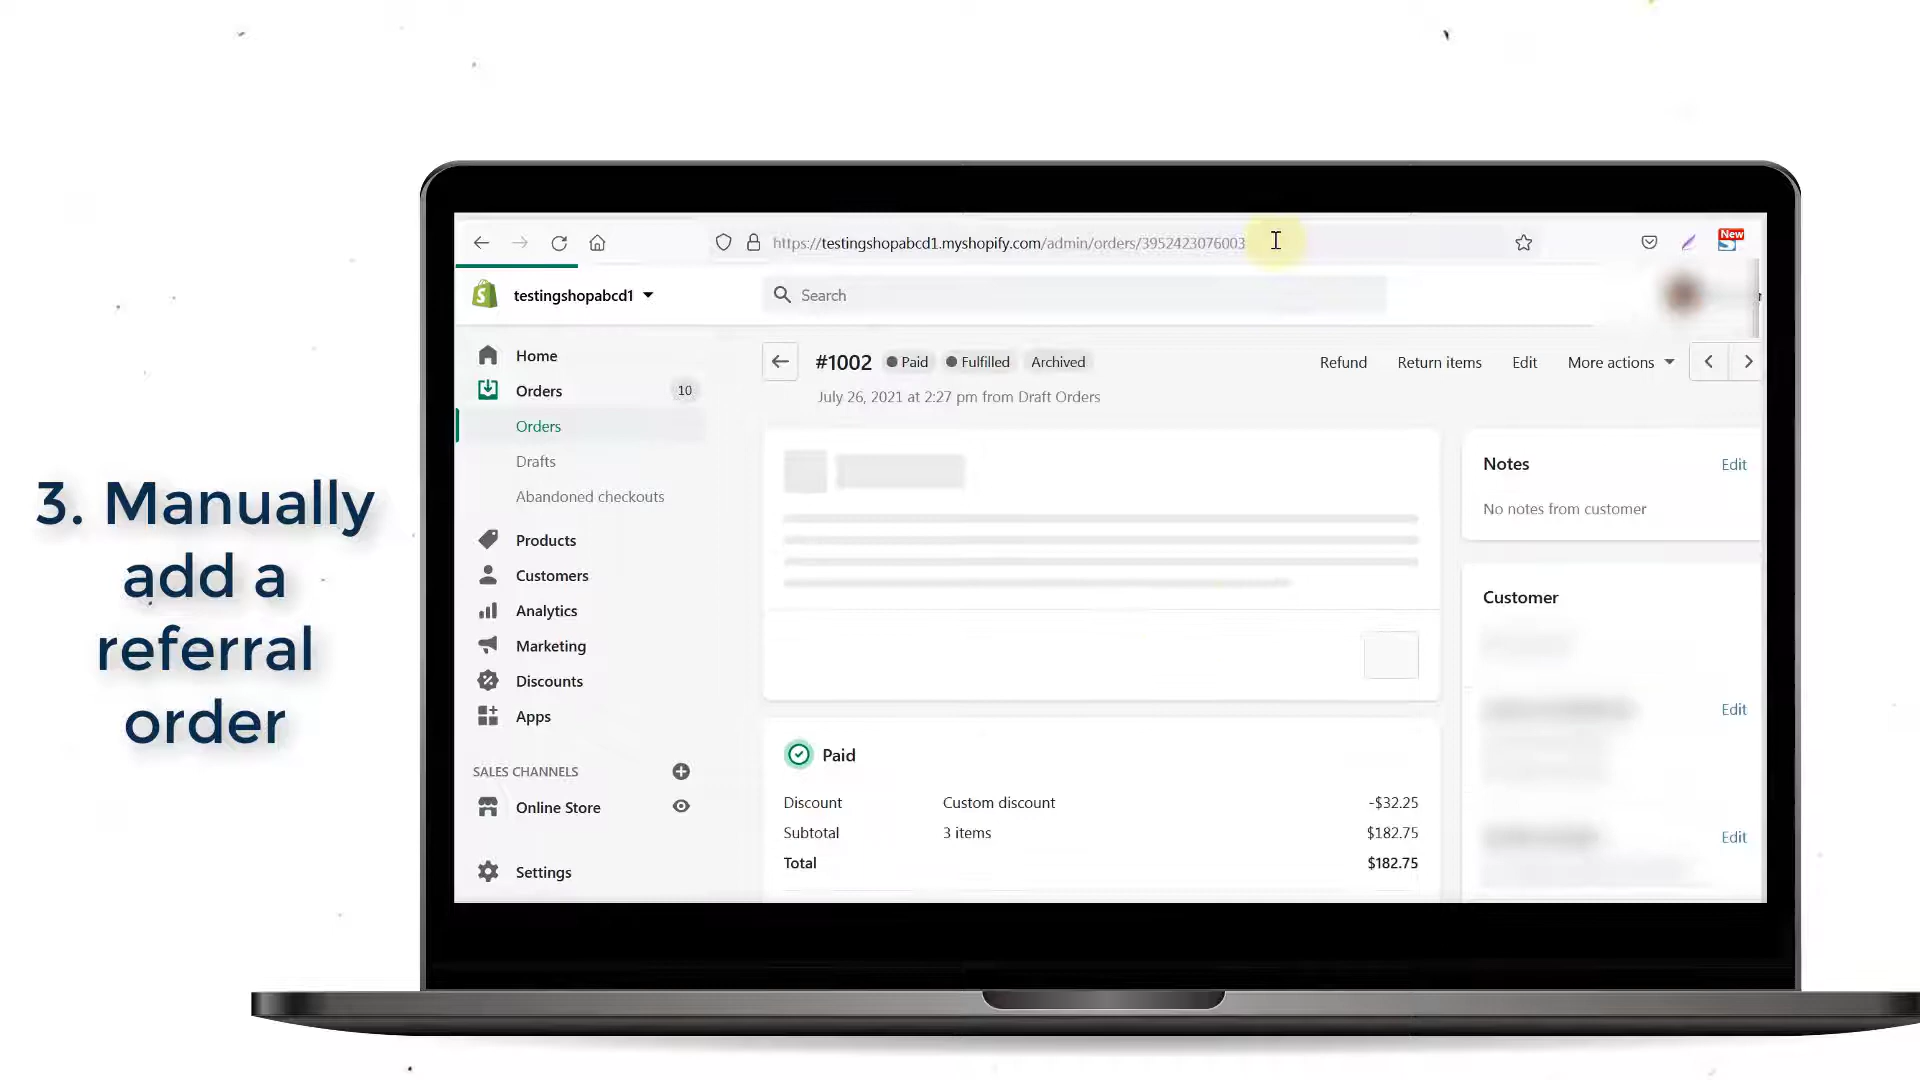 3. Manually
add a
referral
order
https://testingshopabcd1.myshopify.com/admin/orders/3952423076003
New
testingshopabcd1
Search
Home
Orders 10
Orders
Drafts
Abandoned checkouts
Products
Customers
Analytics
Marketing
Discounts
Apps
SALES CHANNELS
Online Store
Settings
#1002 Paid Fulfilled Archived
Refund Return items Edit More actions
July 26, 2021 at 2:27 pm from Draft Orders
Paid
Discount Custom discount -$32.25
Subtotal 3 items $182.75
Total $182.75
Notes Edit
No notes from customer
Customer
Edit
Edit